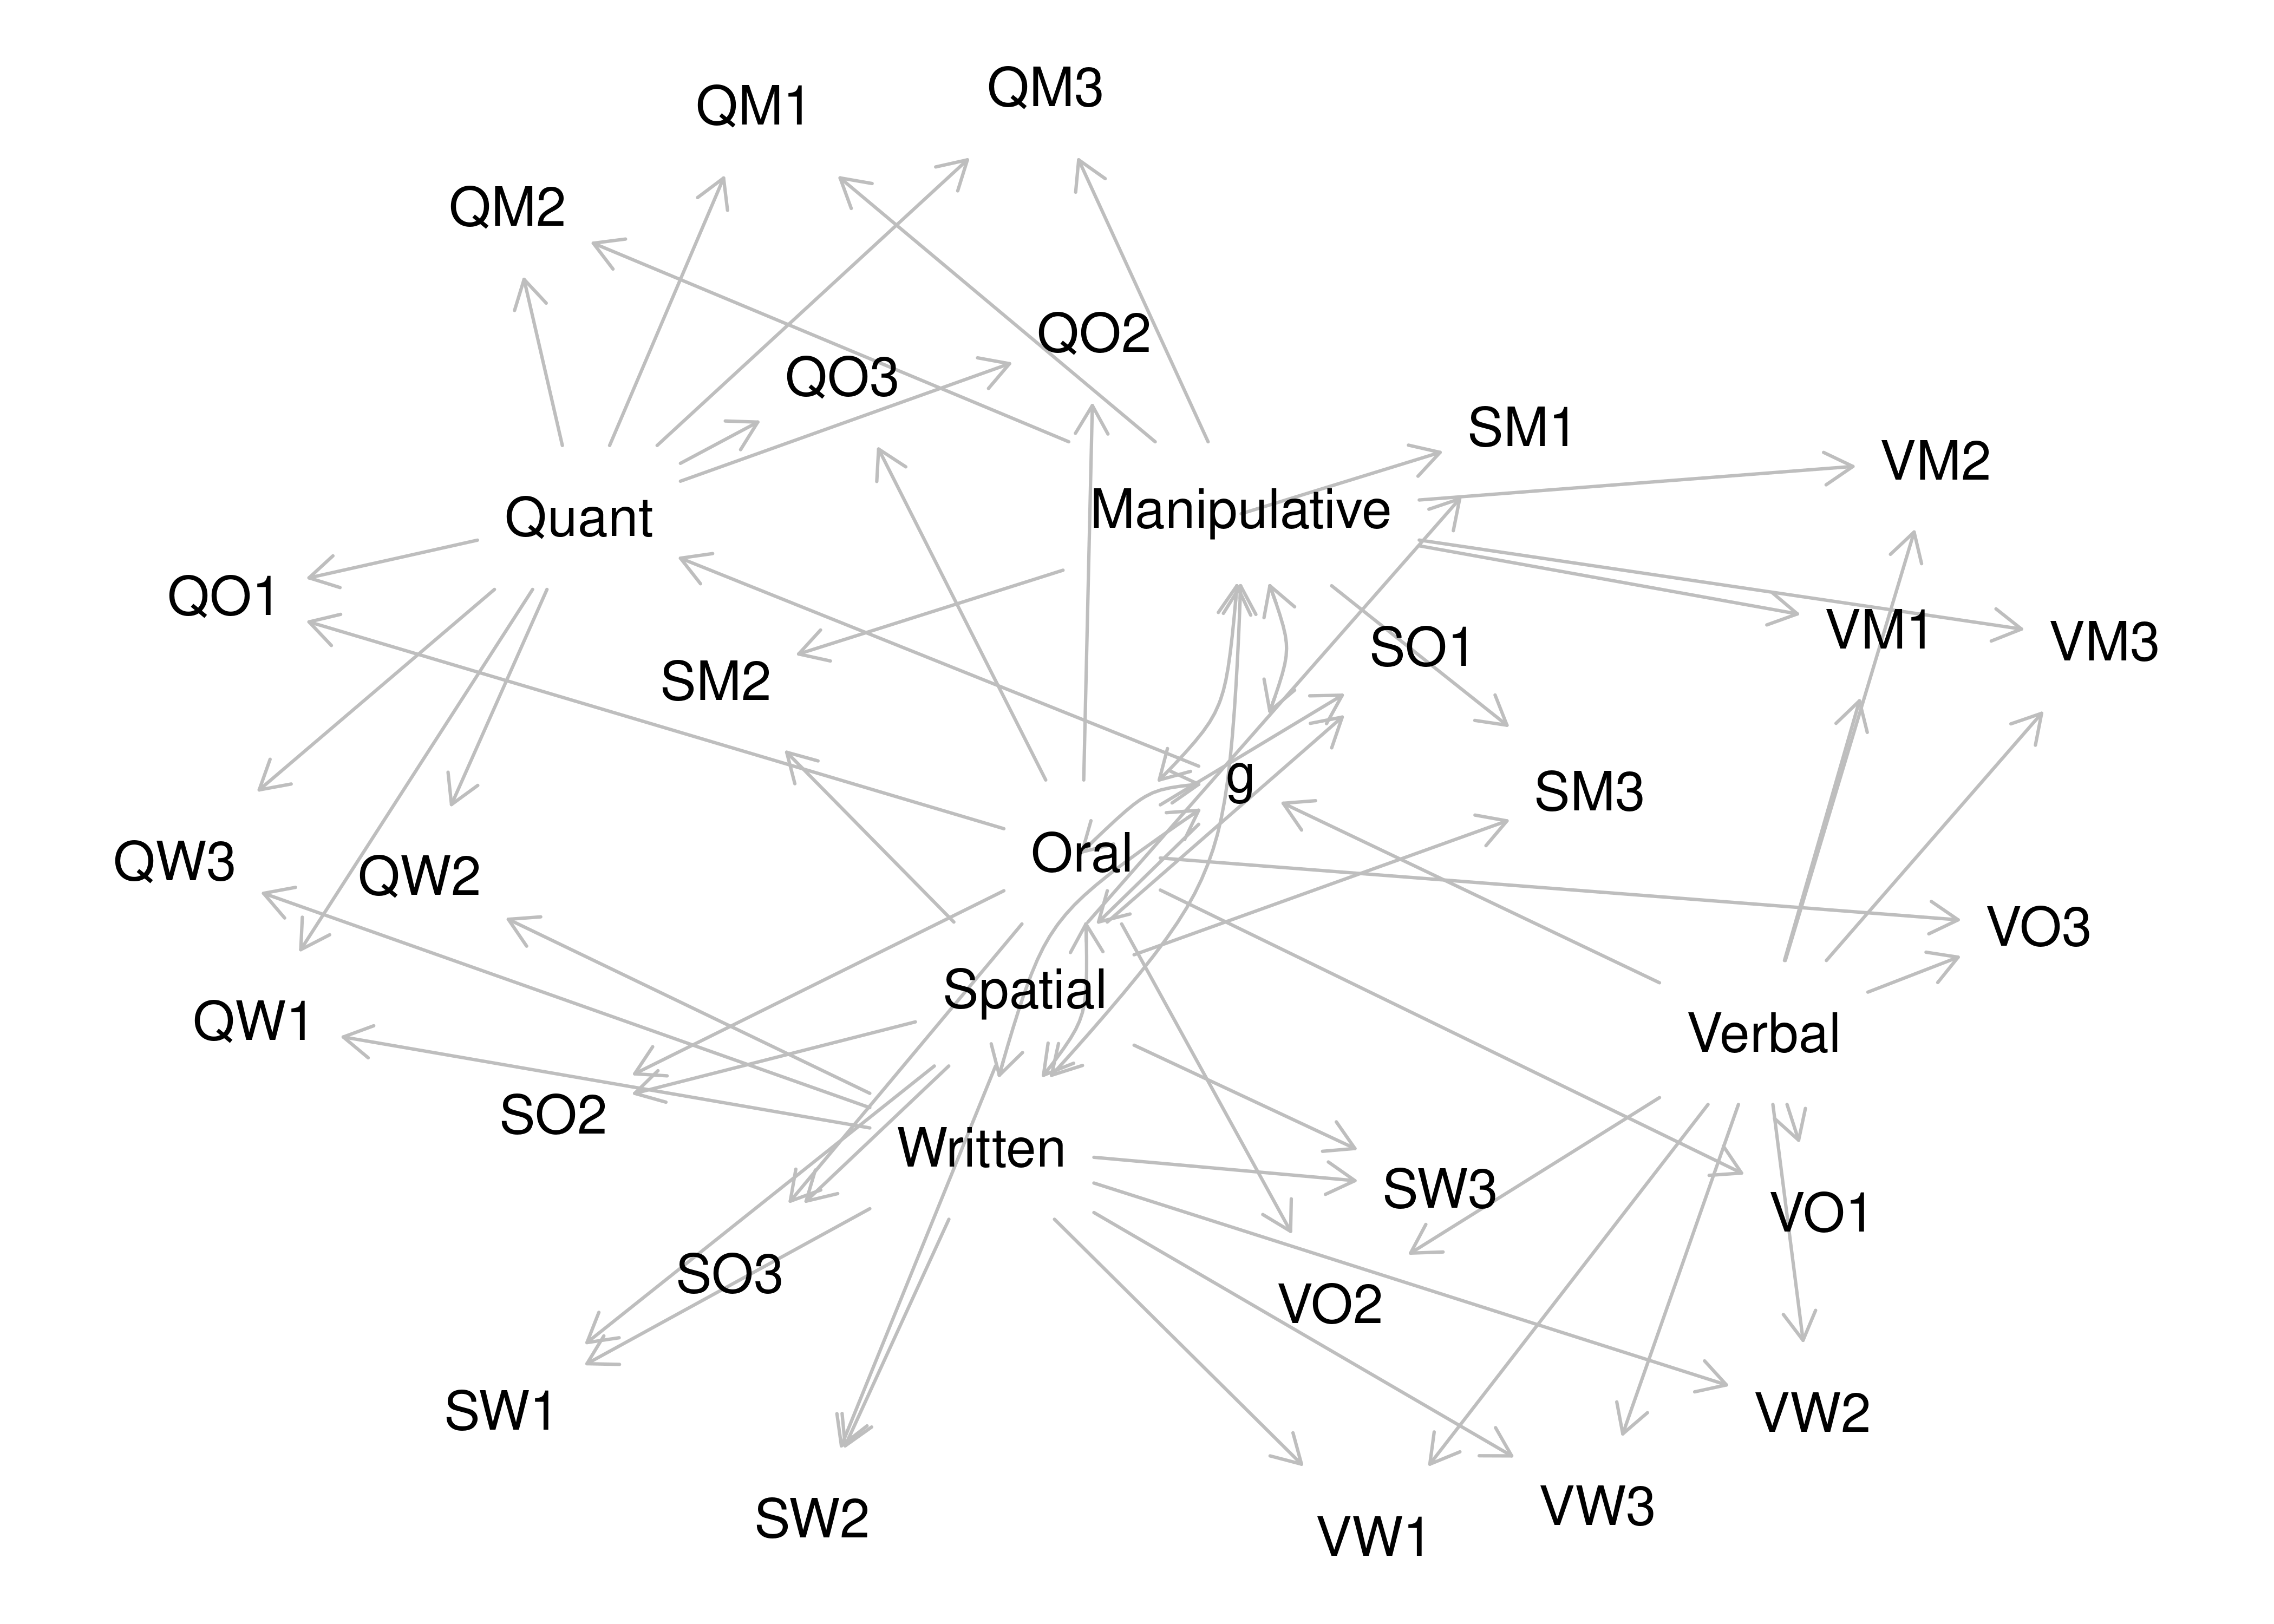 QM3
QM1
QM2
QO2
QO3
SM1
VM2
Manipulative
Quant
QO1
VM1
VM3
SO1
SM2
g
SM3
Oral
QW3
QW2
VO3
Spatial
QW1
Verbal
SO2
Written
SW3
VO1
SO3
VO2
SW1
VW2
VW3
SW2
VW1